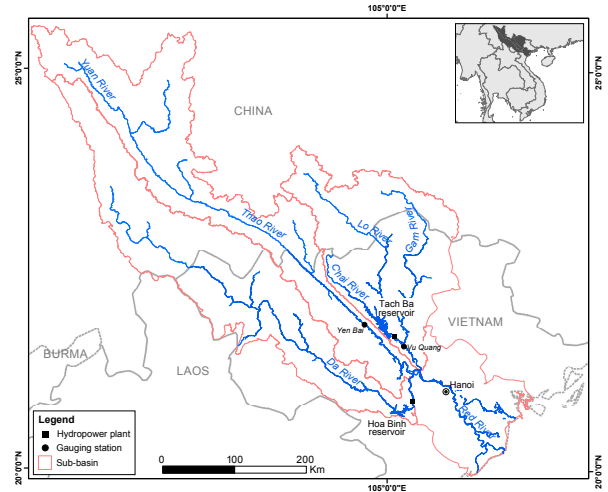 105°0'0"E
25°0'0"N
25°0'0"N
Yuan River
CHINA
Thao River
Lo River
Gam River
Chai River
Tach Ba
reservoir
VIETNAM
Yen Bai
Vu Quang
BURMA
LAOS
Da River
Hanoi
Red River
Hoa Binh
reservoir
Legend
Hydropower plant
Gauging station
Sub-basin
0 50 100 200
Km
20°0'0"N
20°0'0"N
105°0'0"E